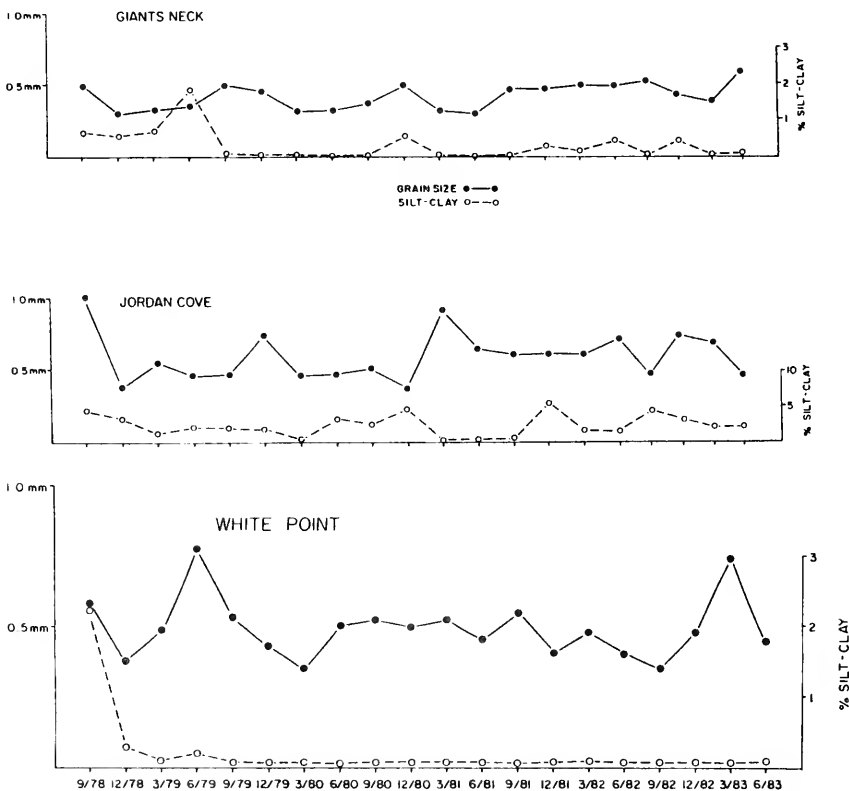 GIANTS NECK
1.0mm
0.5mm
3
2
1
% SILT-CLAY
GRAIN SIZE
SILT-CLAY
JORDAN COVE
1.0mm
0.5mm
10
5
% SILT-CLAY
WHITE POINT
1.0mm
0.5mm
3
2
1
% SILT-CLAY
9/78 12/78 3/79 6/79 9/79 12/79 3/80 6/80 9/80 12/80 3/81 6/81 9/81 12/81 3/82 6/82 9/82 12/82 3/83 6/83